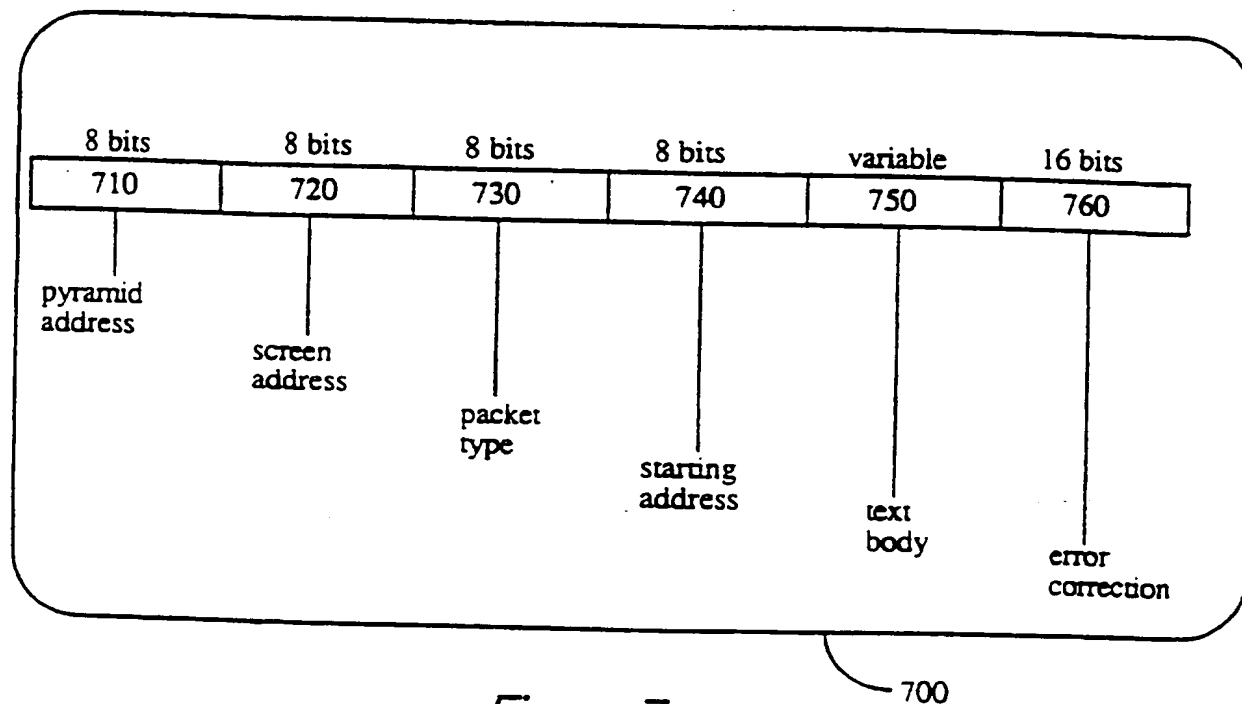 8 bits 8 bits 8 bits 8 bits variable 16 bits
710 720 730 740 750 760
pyramid
address
screen
address
packet
type
starting
address
text
body
error
correction
700